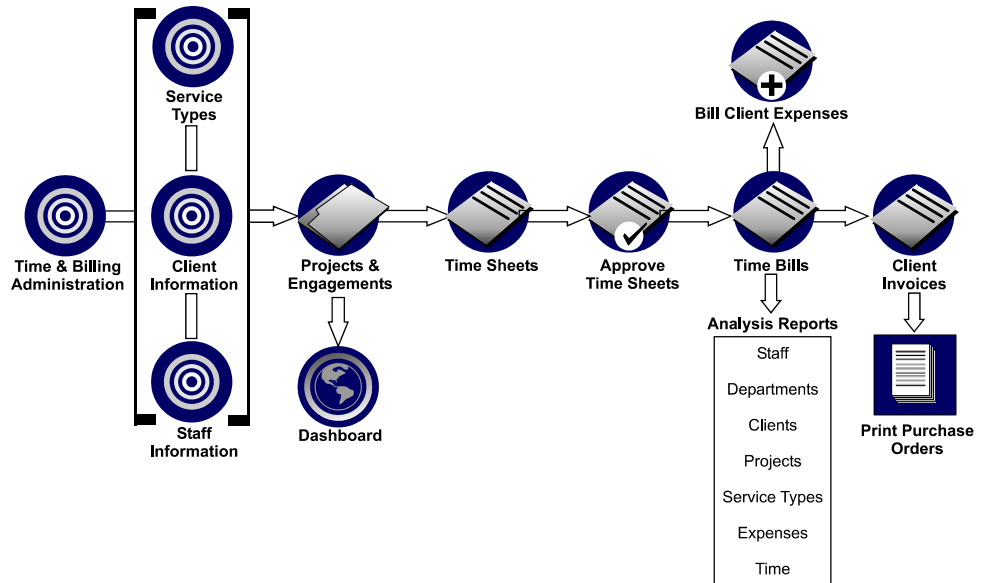 Service
Types
Bill Client Expenses
Time & Billing
Administration
Client
Information
Projects &
Engagements
Time Sheets
Approve
Time Sheets
Time Bills
Client
Invoices
Staff
Information
Dashboard
Analysis Reports
Staff
Departments
Clients
Projects
Service Types
Expenses
Time
Print Purchase
Orders